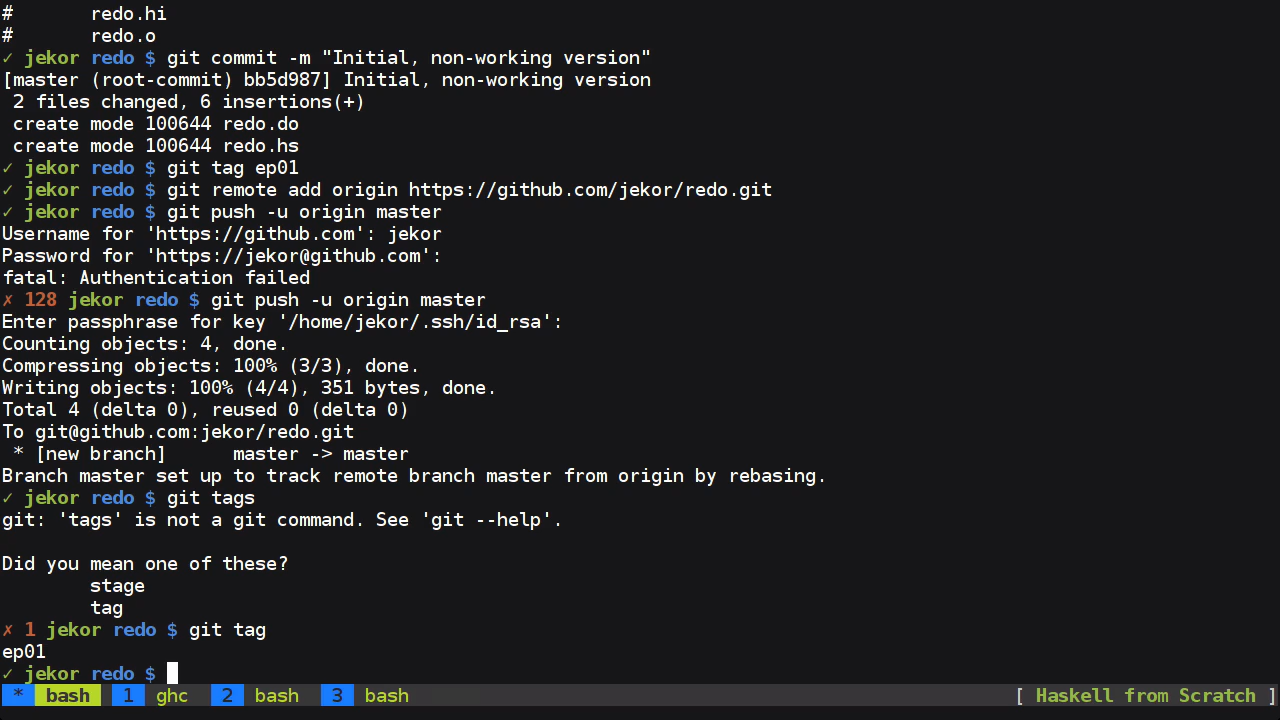 #       redo.hi
#       redo.o
✓ jekor redo $ git commit -m "Initial, non-working version"
[master (root-commit) bb5d987] Initial, non-working version
 2 files changed, 6 insertions(+)
 create mode 100644 redo.do
 create mode 100644 redo.hs
✓ jekor redo $ git tag ep01
✓ jekor redo $ git remote add origin https://github.com/jekor/redo.git
✓ jekor redo $ git push -u origin master
Username for 'https://github.com': jekor
Password for 'https://jekor@github.com':
fatal: Authentication failed
✗ 128 jekor redo $ git push -u origin master
Enter passphrase for key '/home/jekor/.ssh/id_rsa':
Counting objects: 4, done.
Compressing objects: 100% (3/3), done.
Writing objects: 100% (4/4), 351 bytes, done.
Total 4 (delta 0), reused 0 (delta 0)
To git@github.com:jekor/redo.git
 * [new branch]      master -> master
Branch master set up to track remote branch master from origin by rebasing.
✓ jekor redo $ git tags
git: 'tags' is not a git command. See 'git --help'.

Did you mean one of these?
        stage
        tag
✗ 1 jekor redo $ git tag
ep01
✓ jekor redo $
* bash 1 ghc 2 bash 3 bash [ Haskell from Scratch ]